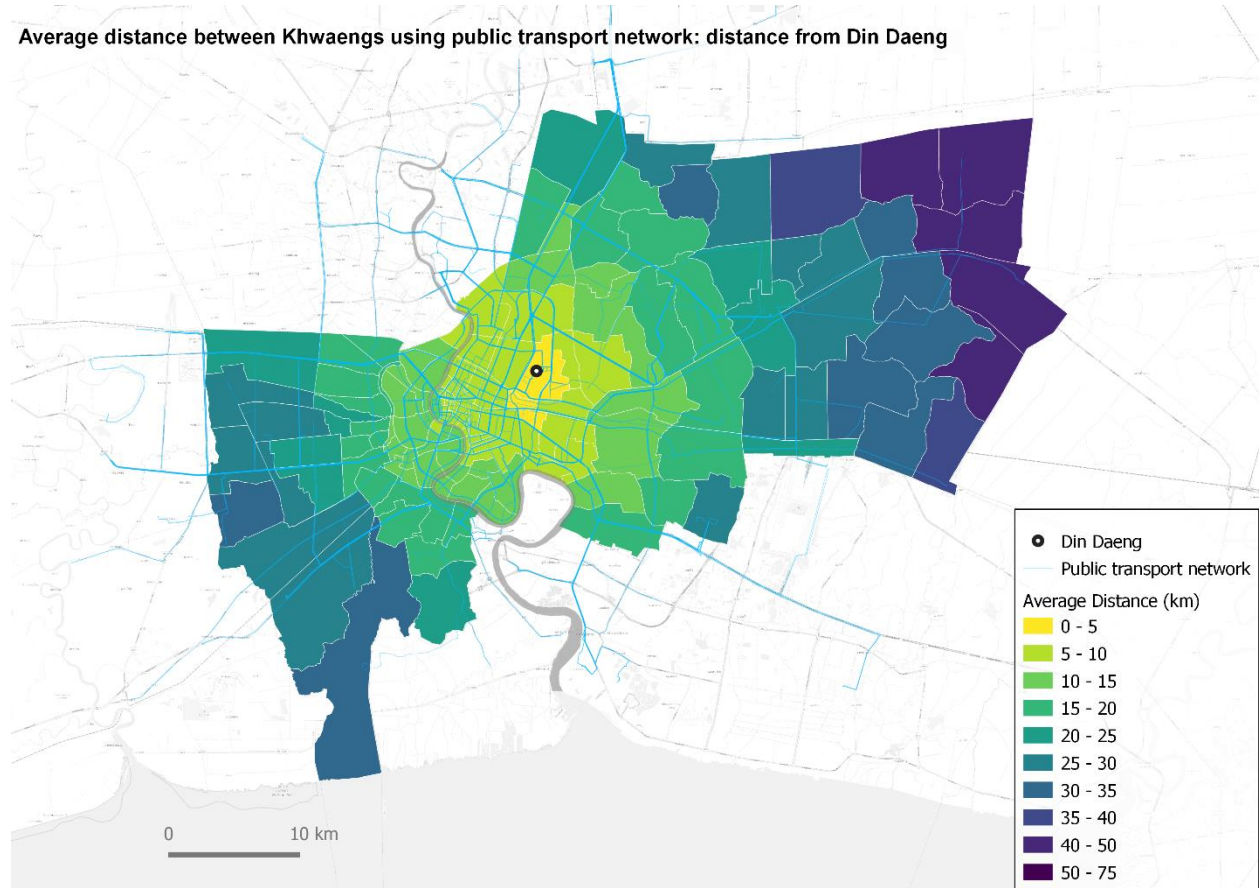 Average distance between Khwaengs using public transport network: distance from Din Daeng
Din Daeng
Public transport network
Average Distance (km)
0 - 5
5 - 10
10 - 15
15 - 20
20 - 25
25 - 30
30 - 35
35 - 40
40 - 50
50 - 75
0 10 km